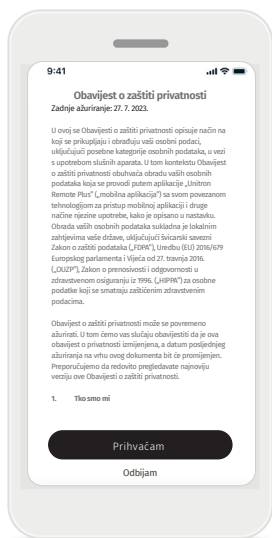 9:41
Obavijest o zaštiti privatnosti
Zadnje ažuriranje: 27. 7. 2023.
U ovoj se Obavijesti o zaštiti privatnosti opisuje način na
koji se prikupljaju i obrađuju vaši osobni podaci,
uključujući posebne kategorije osobnih podataka, u vezi
s upotrebom slušnih aparata. U tom kontekstu Obavijest
o zaštiti privatnosti obuhvaća obradu vaših osobnih
podataka koja se provodi putem aplikacije „Unitron
Remote Plus" („mobilna aplikacija") sa svom povezanom
tehnologijom za pristup mobilnoj aplikaciji i druge
načine njezine upotrebe, kako je opisano u nastavku.
Obrada vaših osobnih podataka sukladna je lokalnim
zahtjevima vaše države, uključujući švicarski savezni
Zakon o zaštiti podataka („FDPA"), Uredbu (EU) 2016/679
Europskog parlamenta i Vijeća od 27. travnja 2016.
(„OUZP"), Zakon o prenosivosti i odgovornosti u
zdravstvenom osiguranju iz 1996. („HIPPA") za osobne
podatke koji se smatraju zaštićenim zdravstvenim
podacima.
Obavijest o zaštiti privatnosti može se povremeno
ažurirati. U tom ćemo vas slučaju obavijestiti da je ova
obavijest o privatnosti izmijenjena, a datum posljednjeg
ažuriranja na vrhu ovog dokumenta bit će promijenjen.
Preporučujemo da redovito pregledavate najnoviju
verziju ove Obavijesti o zaštiti privatnosti.
1. Tko smo mi
Prihvaćam
Odbijam